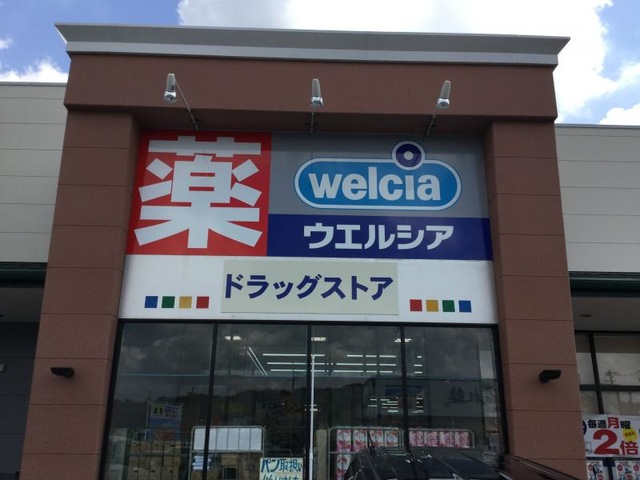 薬
welcia
ウエルシア
ドラッグストア
パン取扱い
毎週月曜
2倍